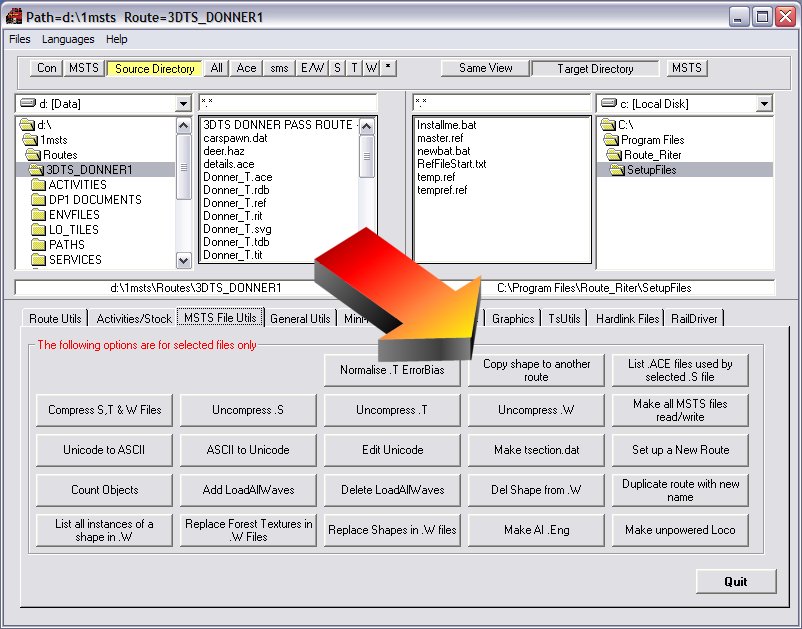 Path=d:\1msts Route=3DTS_DONNER1
Files Languages Help
Con MSTS Source Directory All Ace sms E/W S T W * Same View Target Directory MSTS
d: [Data] *.* *.* c: [Local Disk]
d:\
1msts
Routes
3DTS_DONNER1
ACTIVITIES
DP1 DOCUMENTS
ENVFILES
LO_TILES
PATHS
SERVICES
3DTS DONNER PASS ROUTE -
carspawn.dat
deer.haz
details.ace
Donner_T.ace
Donner_T.rdb
Donner_T.ref
Donner_T.rit
Donner_T.svg
Donner_T.tdb
Donner_T.tit
Installme.bat
master.ref
newbat.bat
RefFileStart.txt
temp.ref
tempref.ref
C:\
Program Files
Route_Riter
SetupFiles
d:\1msts\Routes\3DTS_DONNER1 C:\Program Files\Route_Riter\SetupFiles
Route Utils Activities/Stock MSTS File Utils General Utils Graphics TsUtils Hardlink Files RailDriver
The following options are for selected files only
Normalise .T ErrorBias
Copy shape to another
route
List .ACE files used by
selected .S file
Compress S,T & W Files
Uncompress .S
Uncompress .T
Uncompress .W
Make all MSTS files
read/write
Unicode to ASCII
ASCII to Unicode
Edit Unicode
Make tsection.dat
Set up a New Route
Count Objects
Add LoadAllWaves
Delete LoadAllWaves
Del Shape from .W
Duplicate route with new
name
List all instances of a
shape in .W
Replace Forest Textures in
.W Files
Replace Shapes in .W files
Make AI .Eng
Make unpowered Loco
Quit